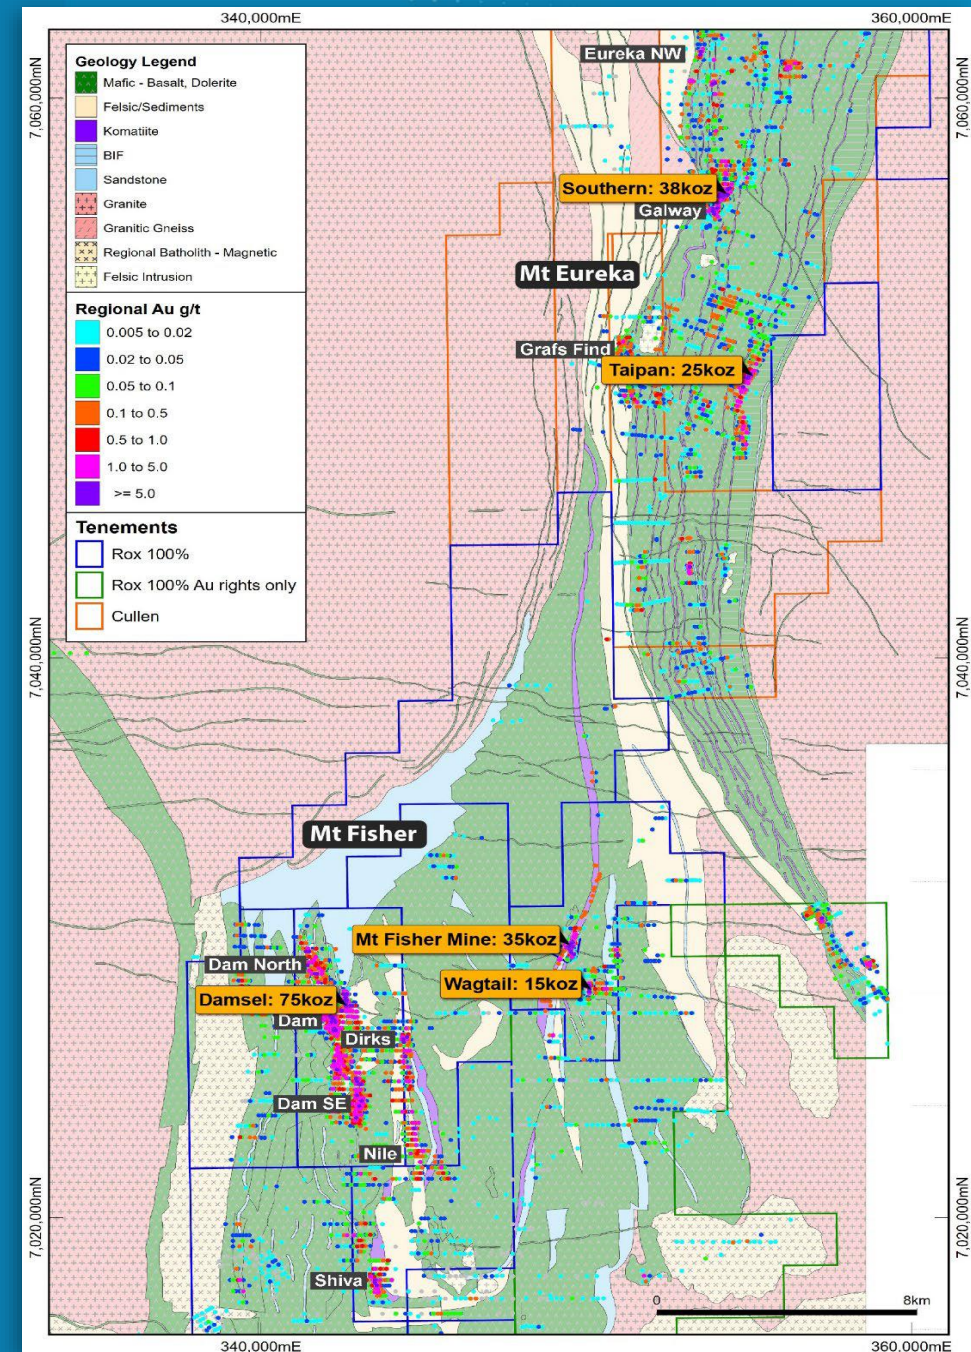 340,000mE
360,000mE
7,060,000mN
7,060,000mN
Geology Legend
Mafic - Basalt, Dolerite
Felsic/Sediments
Komatiite
BIF
Sandstone
Granite
Granitic Gneiss
Regional Batholith - Magnetic
Felsic Intrusion
Regional Au g/t
0.005 to 0.02
0.02 to 0.05
0.05 to 0.1
0.1 to 0.5
0.5 to 1.0
1.0 to 5.0
>= 5.0
Tenements
Rox 100%
Rox 100% Au rights only
Cullen
Eureka NW
Southern: 38koz
Galway
Mt Eureka
Grafs Find
Taipan: 25koz
7,040,000mN
7,040,000mN
Mt Fisher
Mt Fisher Mine: 35koz
Dam North
Wagtail: 15koz
Damsel: 75koz
Dam
Dirks
Dam SE
Nile
7,020,000mN
7,020,000mN
Shiva
0
8km
340,000mE
360,000mE